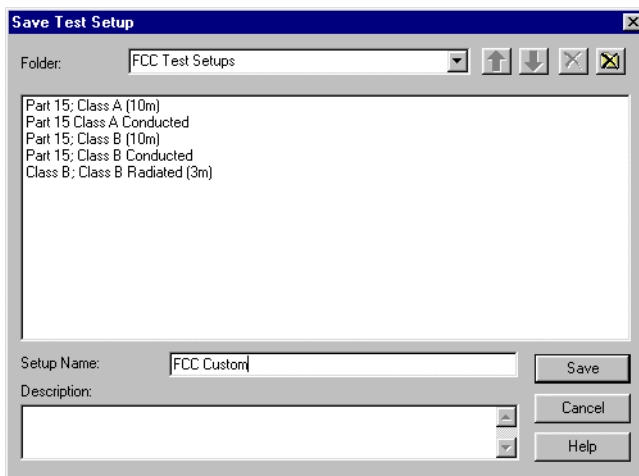 Save Test Setup
Folder: FCC Test Setups
Part 15; Class A (10m)
Part 15 Class A Conducted
Part 15; Class B (10m)
Part 15; Class B Conducted
Class B; Class B Radiated (3m)
Setup Name: FCC Custom
Save
Description:
Cancel
Help